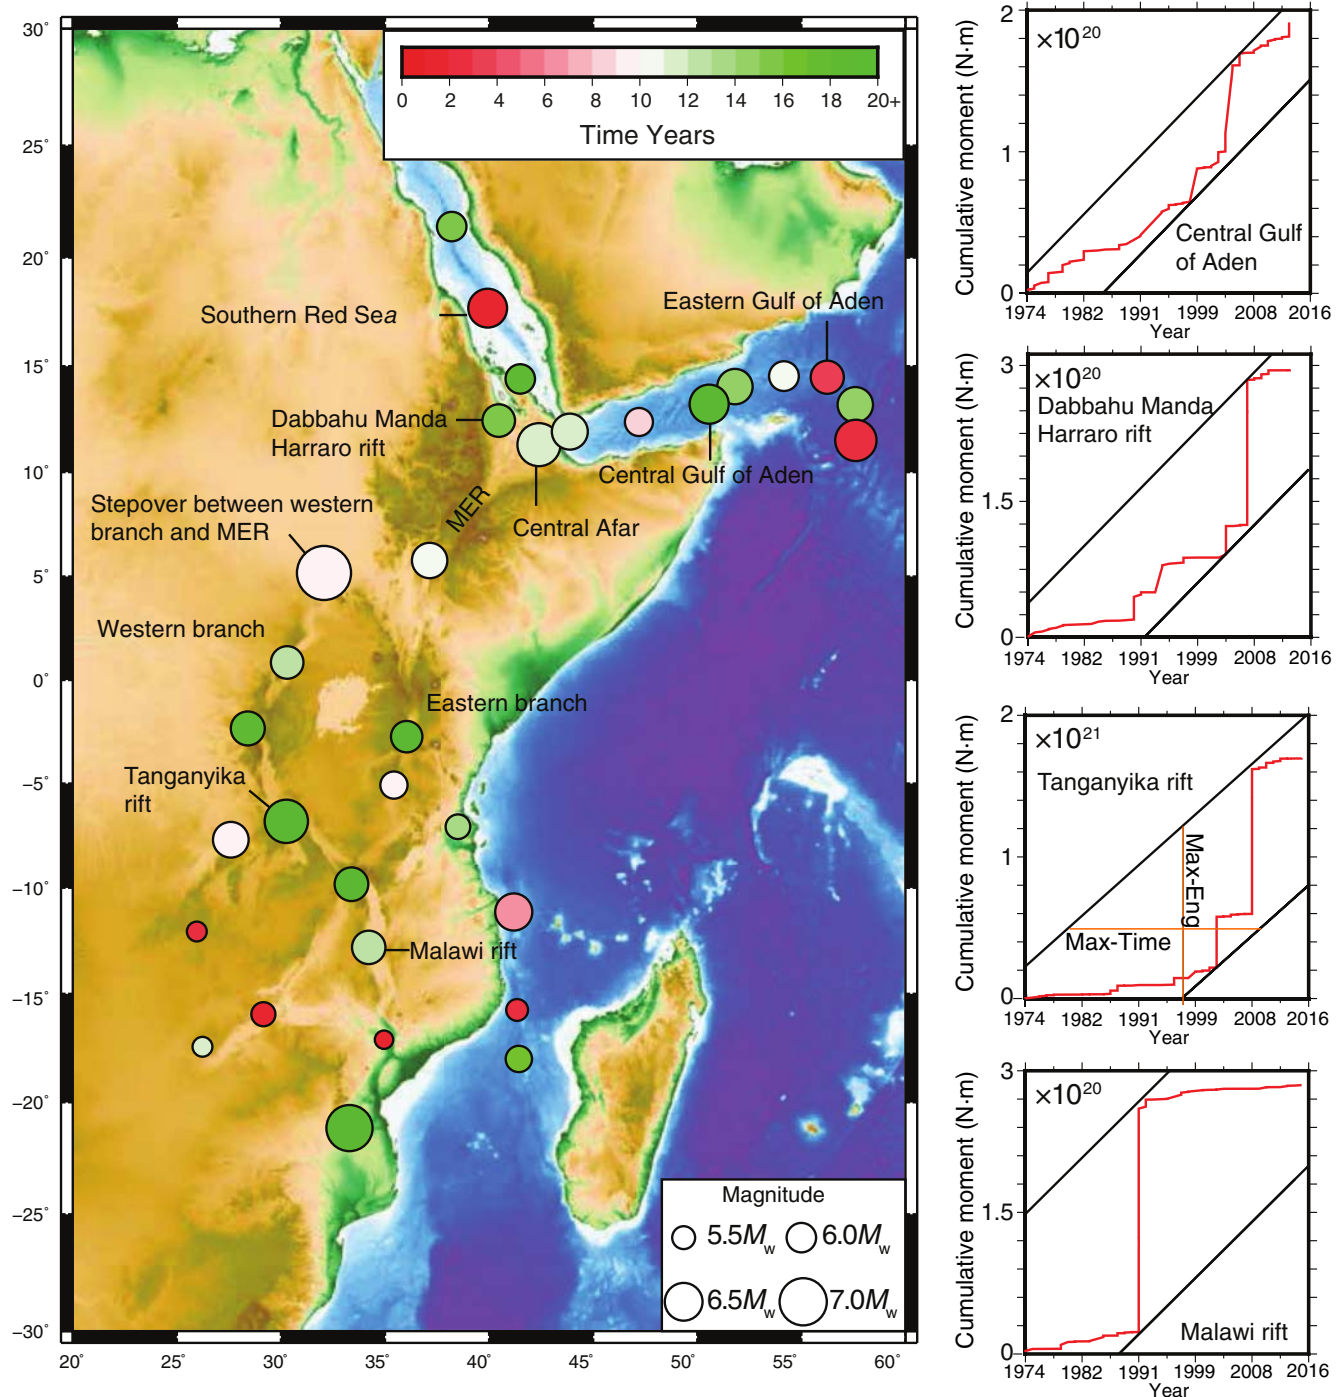 30°
25°
20°
15°
10°
5°
0°
−5°
−10°
−15°
−20°
−25°
−30°
20°
25°
30°
35°
40°
45°
50°
55°
60°
0 2 4 6 8 10 12 14 16 18 20+
Time Years
Southern Red Sea
Eastern Gulf of Aden
Dabbahu Manda
Harraro rift
Central Gulf of Aden
Stepover between western
branch and MER
MER
Central Afar
Western branch
Eastern branch
Tanganyika
rift
Malawi rift
Magnitude
5.5Mw 6.0Mw
6.5Mw 7.0Mw
Cumulative moment (N·m)
2
1
0
×10²⁰
Central Gulf
of Aden
1974 1982 1991 1999 2008 2016
Year
Cumulative moment (N·m)
3
1.5
0
×10²⁰
Dabbahu Manda
Harraro rift
1974 1982 1991 1999 2008 2016
Year
Cumulative moment (N·m)
2
1
0
×10²¹
Tanganyika rift
Max-Eng
Max-Time
1974 1982 1991 1999 2008 2016
Year
Cumulative moment (N·m)
3
1.5
0
×10²⁰
Malawi rift
1974 1982 1991 1999 2008 2016
Year